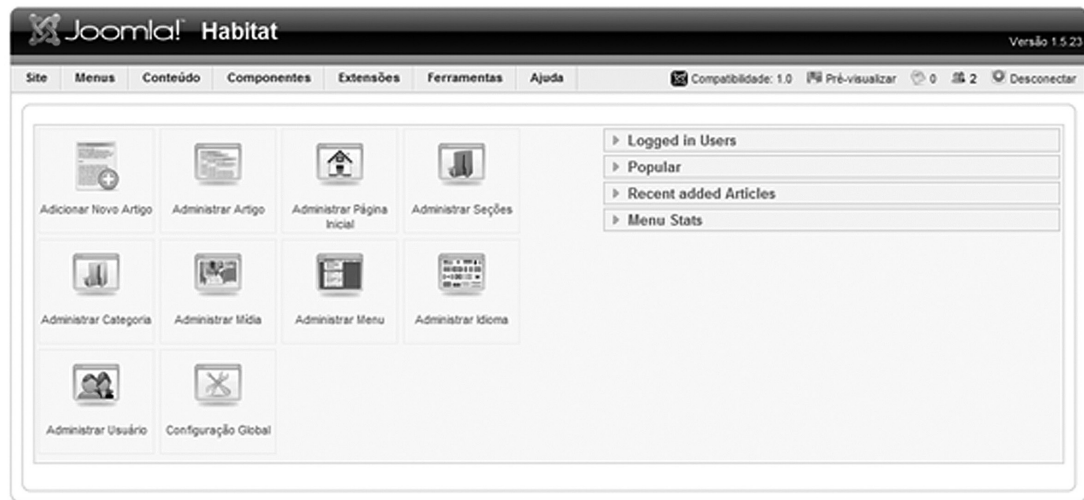 Joomla! Habitat
Versão 1.5.23
Site Menus Conteúdo Componentes Extensões Ferramentas Ajuda Compatibilidade: 1.0 Pré-visualizar 0 2 Desconectar
Adicionar Novo Artigo
Administrar Artigo
Administrar Página
Inicial
Administrar Seções
Administrar Categoria
Administrar Mídia
Administrar Menu
Administrar Idioma
Administrar Usuário
Configuração Global
Logged in Users
Popular
Recent added Articles
Menu Stats